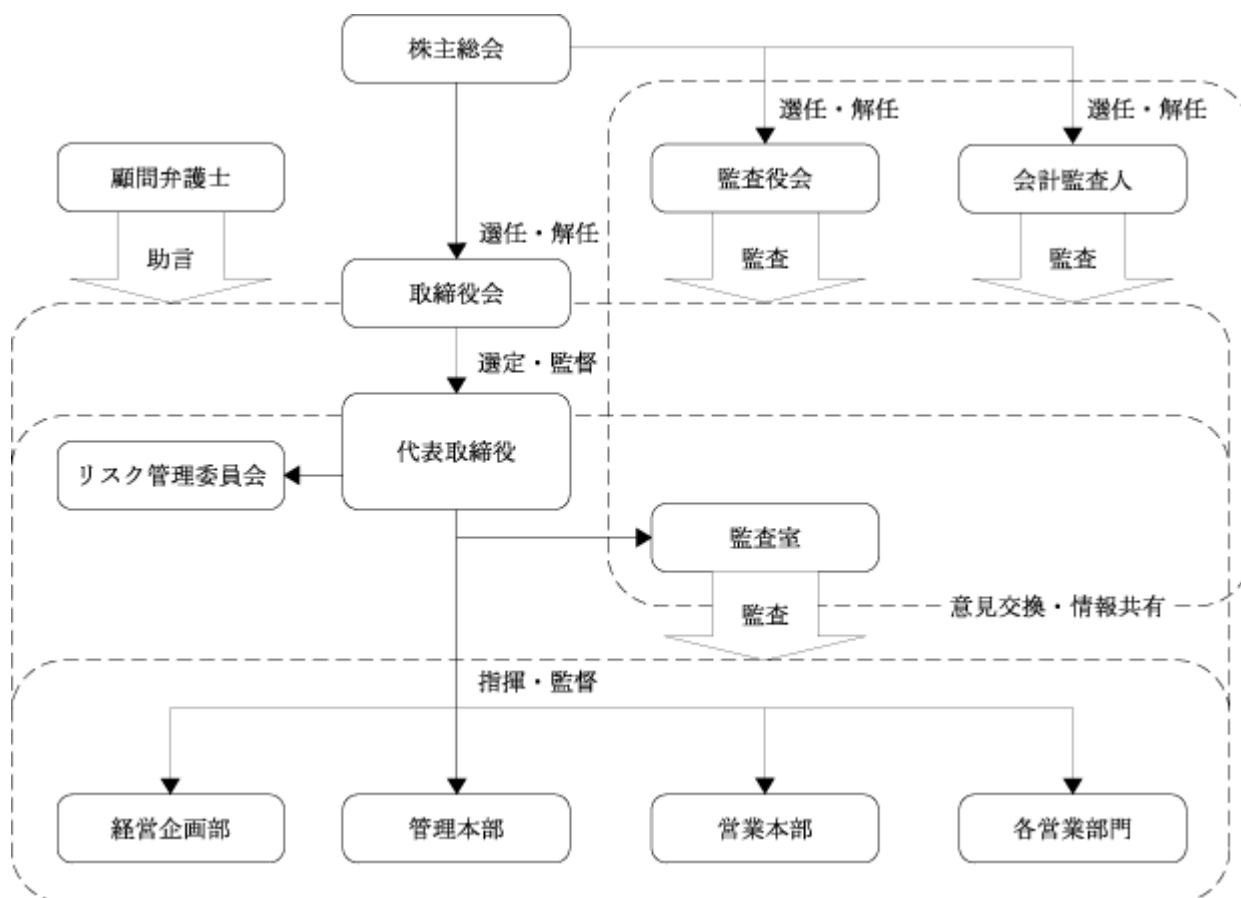 株主総会
選任・解任
選任・解任
顧問弁護士
監査役会
会計監査人
選任・解任
助言
監査
監査
取締役会
選定・監督
代表取締役
リスク管理委員会
監査室
意見交換・情報共有
監査
指揮・監督
経営企画部
管理本部
営業本部
各営業部門